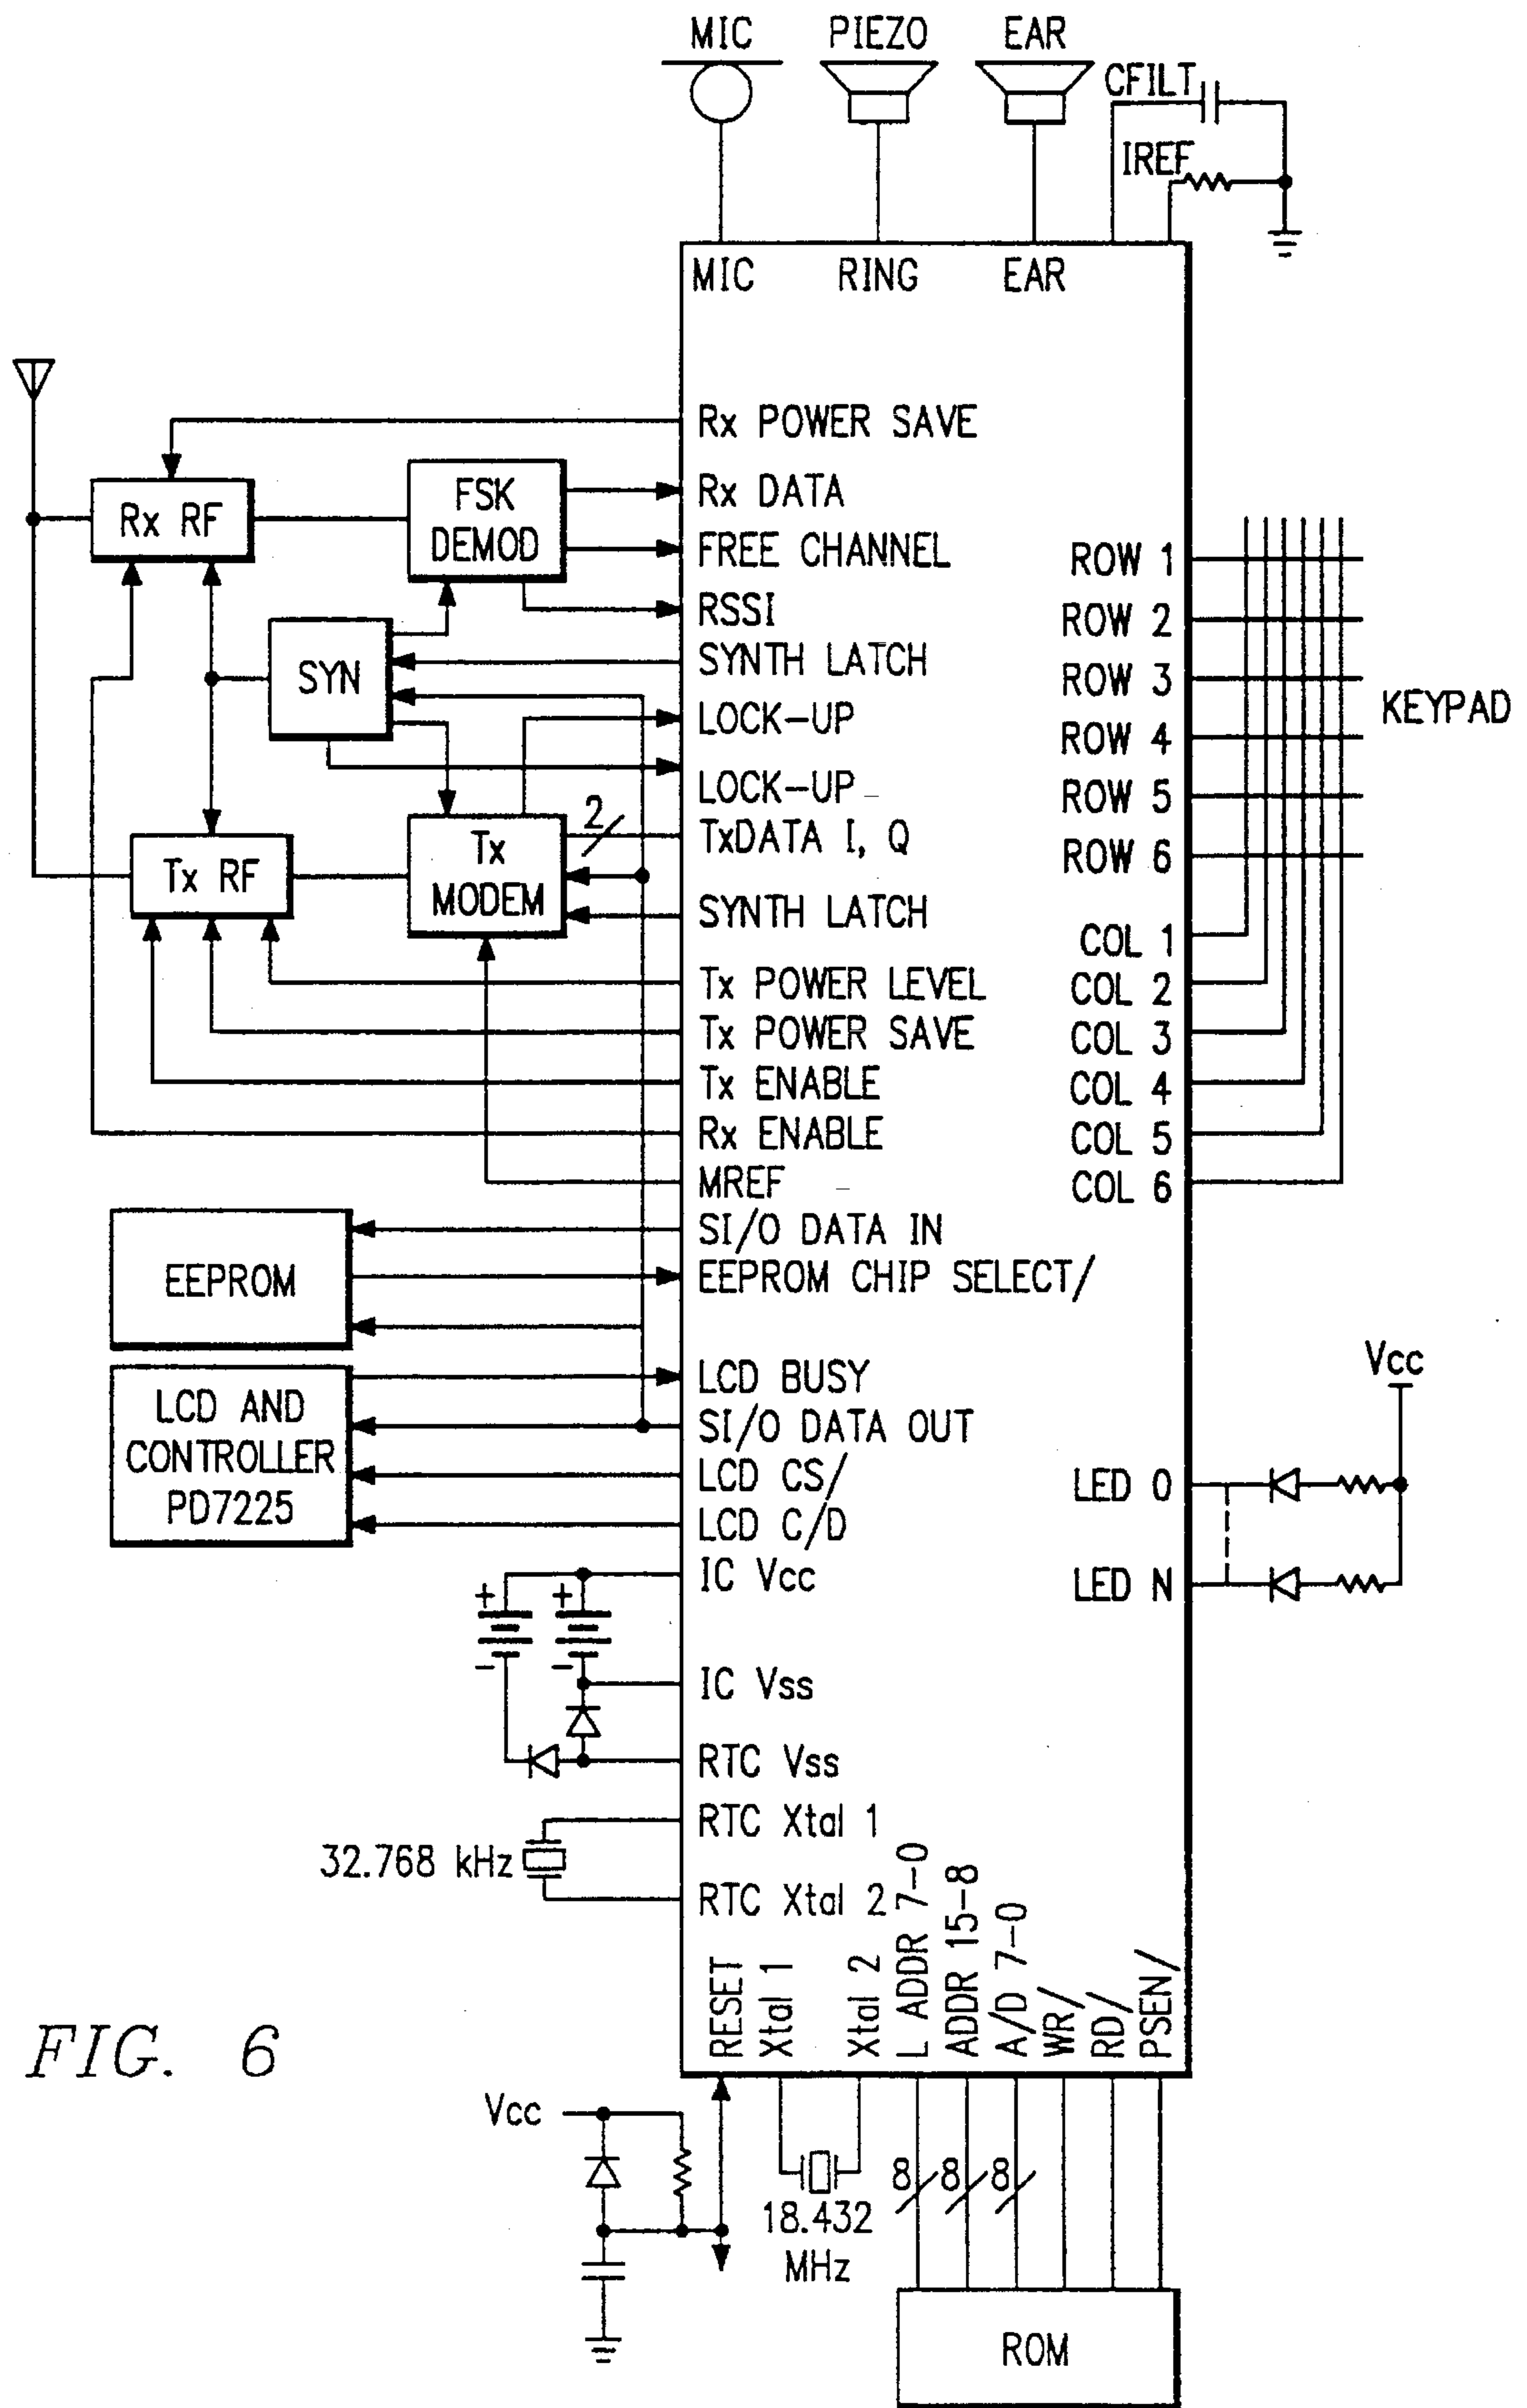 MIC PIEZO EAR
CFILT
IREF
MIC RING EAR
Rx POWER SAVE
Rx RF
FSK
DEMOD
Rx DATA
FREE CHANNEL
RSSI
SYN
SYNTH LATCH
LOCK-UP
LOCK-UP
Tx RF
Tx
MODEM
2
TxDATA I, Q
SYNTH LATCH
Tx POWER LEVEL
Tx POWER SAVE
Tx ENABLE
Rx ENABLE
MREF
ROW 1
ROW 2
ROW 3
ROW 4
ROW 5
ROW 6
KEYPAD
COL 1
COL 2
COL 3
COL 4
COL 5
COL 6
EEPROM
SI/O DATA IN
EEPROM CHIP SELECT/
LCD AND
CONTROLLER
PD7225
LCD BUSY
SI/O DATA OUT
LCD CS/
LCD C/D
Vcc
LED 0
LED N
IC Vcc
+ +
- -
IC Vss
RTC Vss
RTC Xtal 1
32.768 kHz
RTC Xtal 2
RESET
Xtal 1
Xtal 2
L ADDR 7-0
ADDR 15-8
A/D 7-0
WR/
RD/
PSEN/
FIG. 6
Vcc
18.432
MHz
8 8 8
ROM